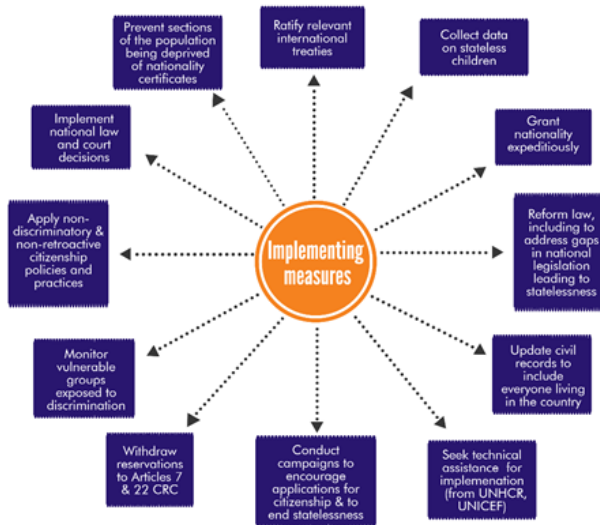 Prevent sections
of the population
being deprived
of nationality
certificates
Ratify relevant
international
treaties
Collect data
on stateless
children
Implement
national law
and court
decisions
Grant
nationality
expeditiously
Apply non-
discriminatory &
non-retroactive
citizenship
policies and
practices
Implementing
measures
Reform law,
including to
address gaps
in national
legislation
leading to
statelessness
Monitor
vulnerable
groups
exposed to
discrimination
Update civil
records to
include
everyone living
in the country
Withdraw
reservations
to Articles 7
& 22 CRC
Conduct
campaigns to
encourage
applications for
citizenship & to
end statelessness
Seek technical
assistance for
implemenation
(from UNHCR,
UNICEF)